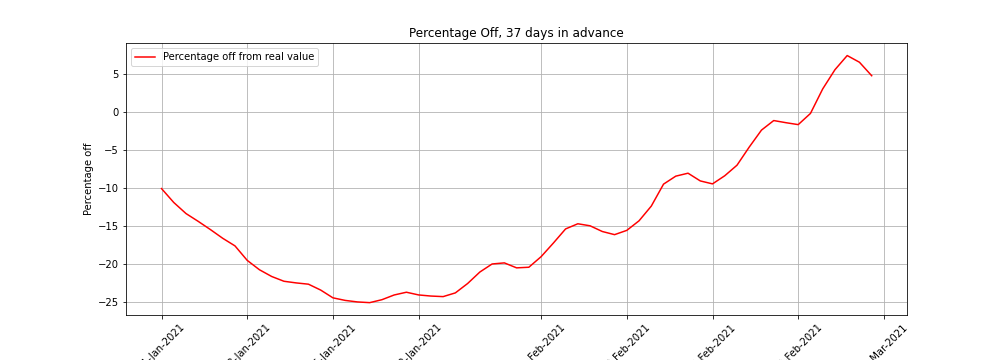 Percentage Off, 37 days in advance
Percentage off from real value
Percentage off
5
0
−5
−10
−15
−20
−25
-Jan-2021
-Jan-2021
-Jan-2021
-Jan-2021
Feb-2021
-Feb-2021
-Feb-2021
-Feb-2021
Mar-2021